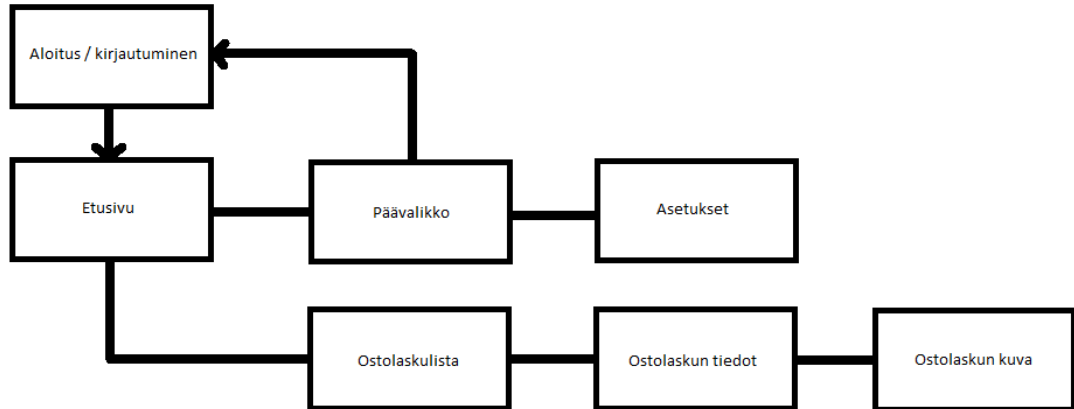 Aloitus / kirjautuminen
Etusivu
Päävalikko
Asetukset
Ostolaskulista
Ostolaskun tiedot
Ostolaskun kuva